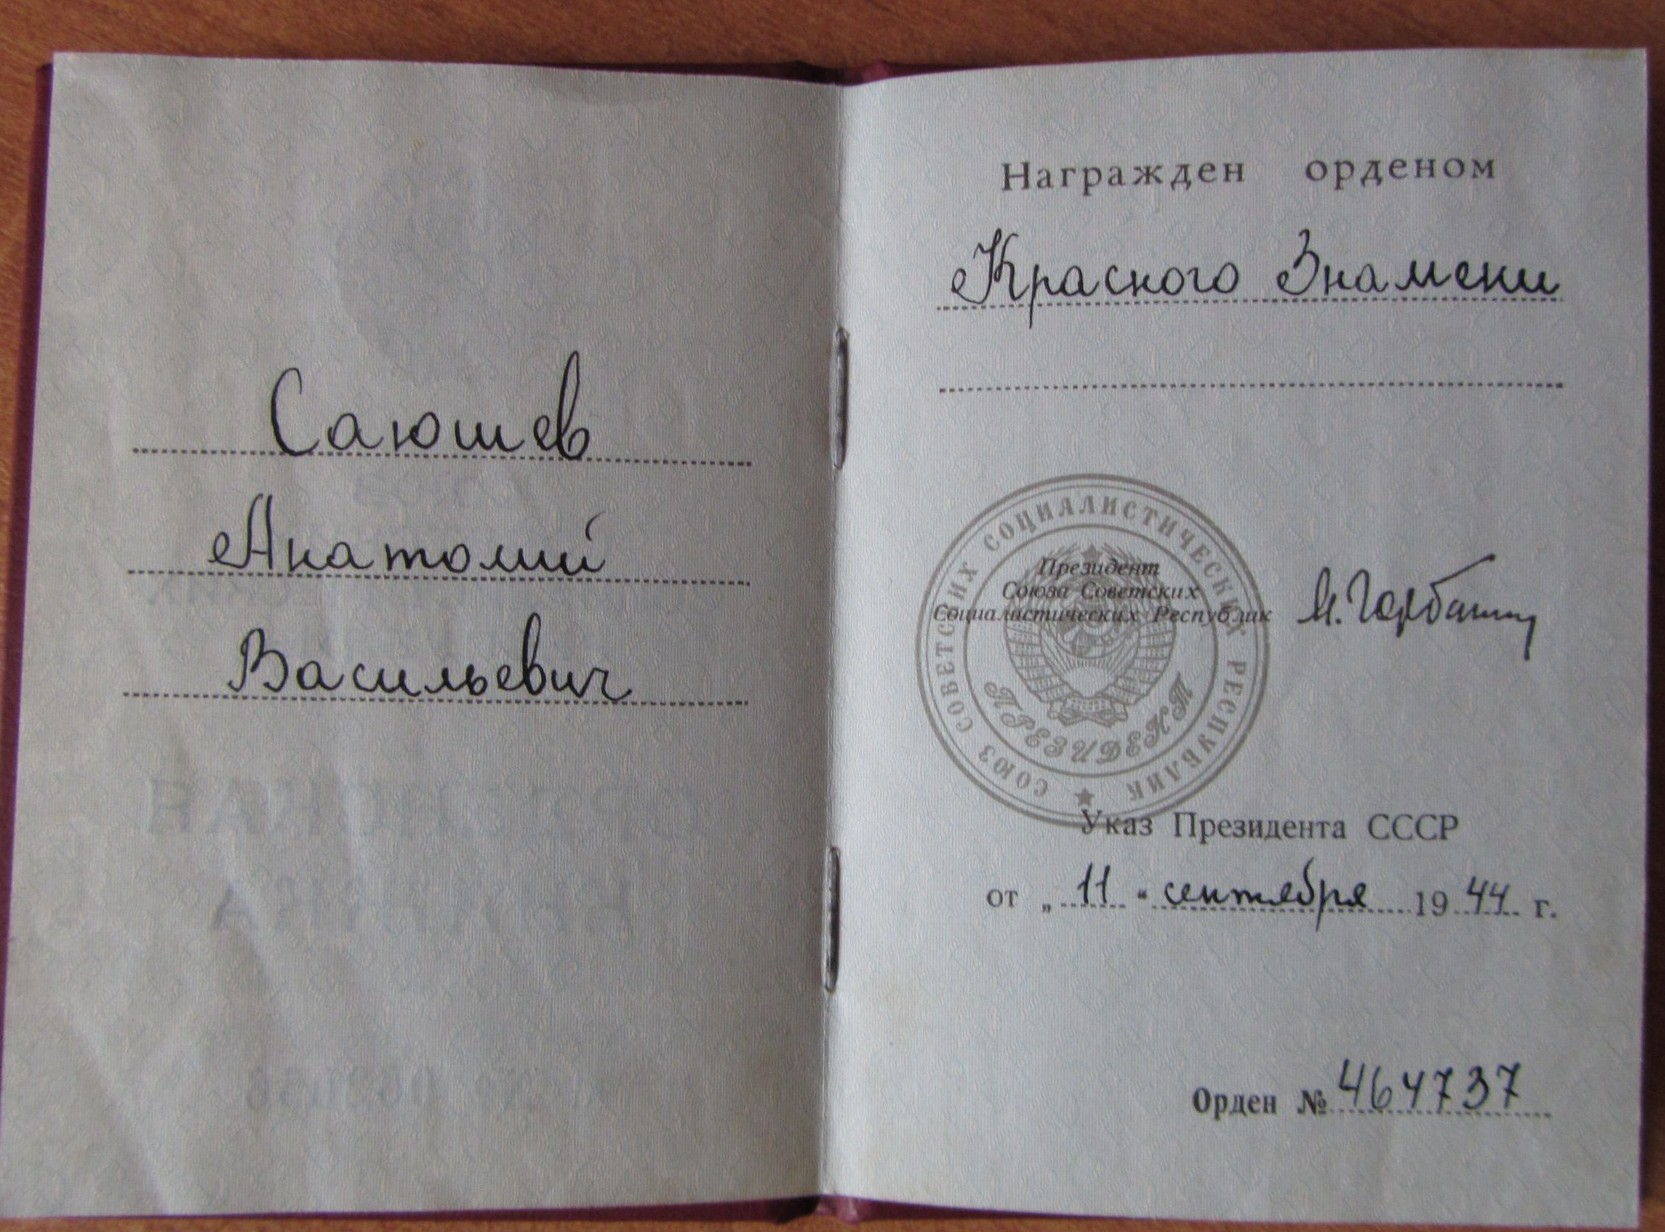 Саюшев
Анатолий
Васильевич
Награжден орденом
Красного Знамени
СОЮЗ СОВЕТСКИХ СОЦИАЛИСТИЧЕСКИХ РЕСПУБЛИК
Президент
Союза Советских
Социалистических Республик
М. Горбачев
ПРЕЗИДЕНТ
Указ Президента СССР
от „ 11 “ сентября 1944 г.
Орден № 464737